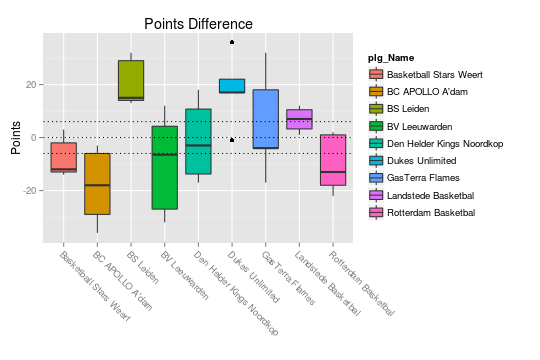 Points Difference
Points
20
0
-20
Basketball Stars Weert
BC APOLLO A'dam
BS Leiden
BV Leeuwarden
Den Helder Kings Noordkop
Dukes Unlimited
GasTerra Flames
Landstede Basketbal
Rotterdam Basketbal
plg_Name
Basketball Stars Weert
BC APOLLO A'dam
BS Leiden
BV Leeuwarden
Den Helder Kings Noordkop
Dukes Unlimited
GasTerra Flames
Landstede Basketbal
Rotterdam Basketbal